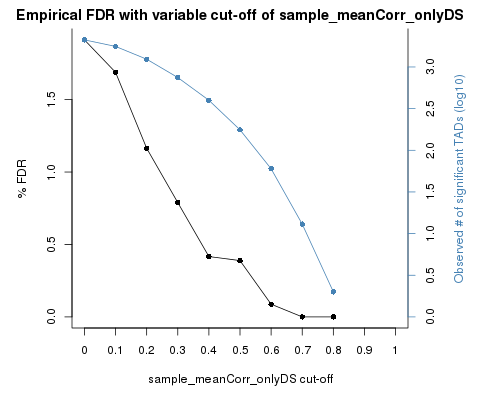 Empirical FDR with variable cut-off of sample_meanCorr_onlyDS
% FDR
0.0 0.5 1.0 1.5
0.0 0.5 1.0 1.5 2.0 2.5 3.0
Observed # of significant TADs (log10)
0 0.1 0.2 0.3 0.4 0.5 0.6 0.7 0.8 0.9 1
sample_meanCorr_onlyDS cut-off